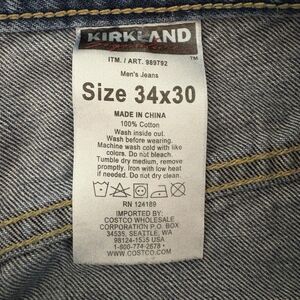 KIRKLAND
Signature
™
ITM. / ART. 989792
Men's Jeans
Size 34x30
MADE IN CHINA
100% Cotton
Wash inside out.
Wash before wearing.
Machine wash cold with like
colors. Do not bleach.
Tumble dry medium, remove
promptly. Iron with low heat
if needed. Do not dry clean.
RN 124189
IMPORTED BY:
COSTCO WHOLESALE
CORPORATION P.O. BOX
34535, SEATTLE, WA
98124-1535 USA
1-800-774-2678
WWW.COSTCO.COM